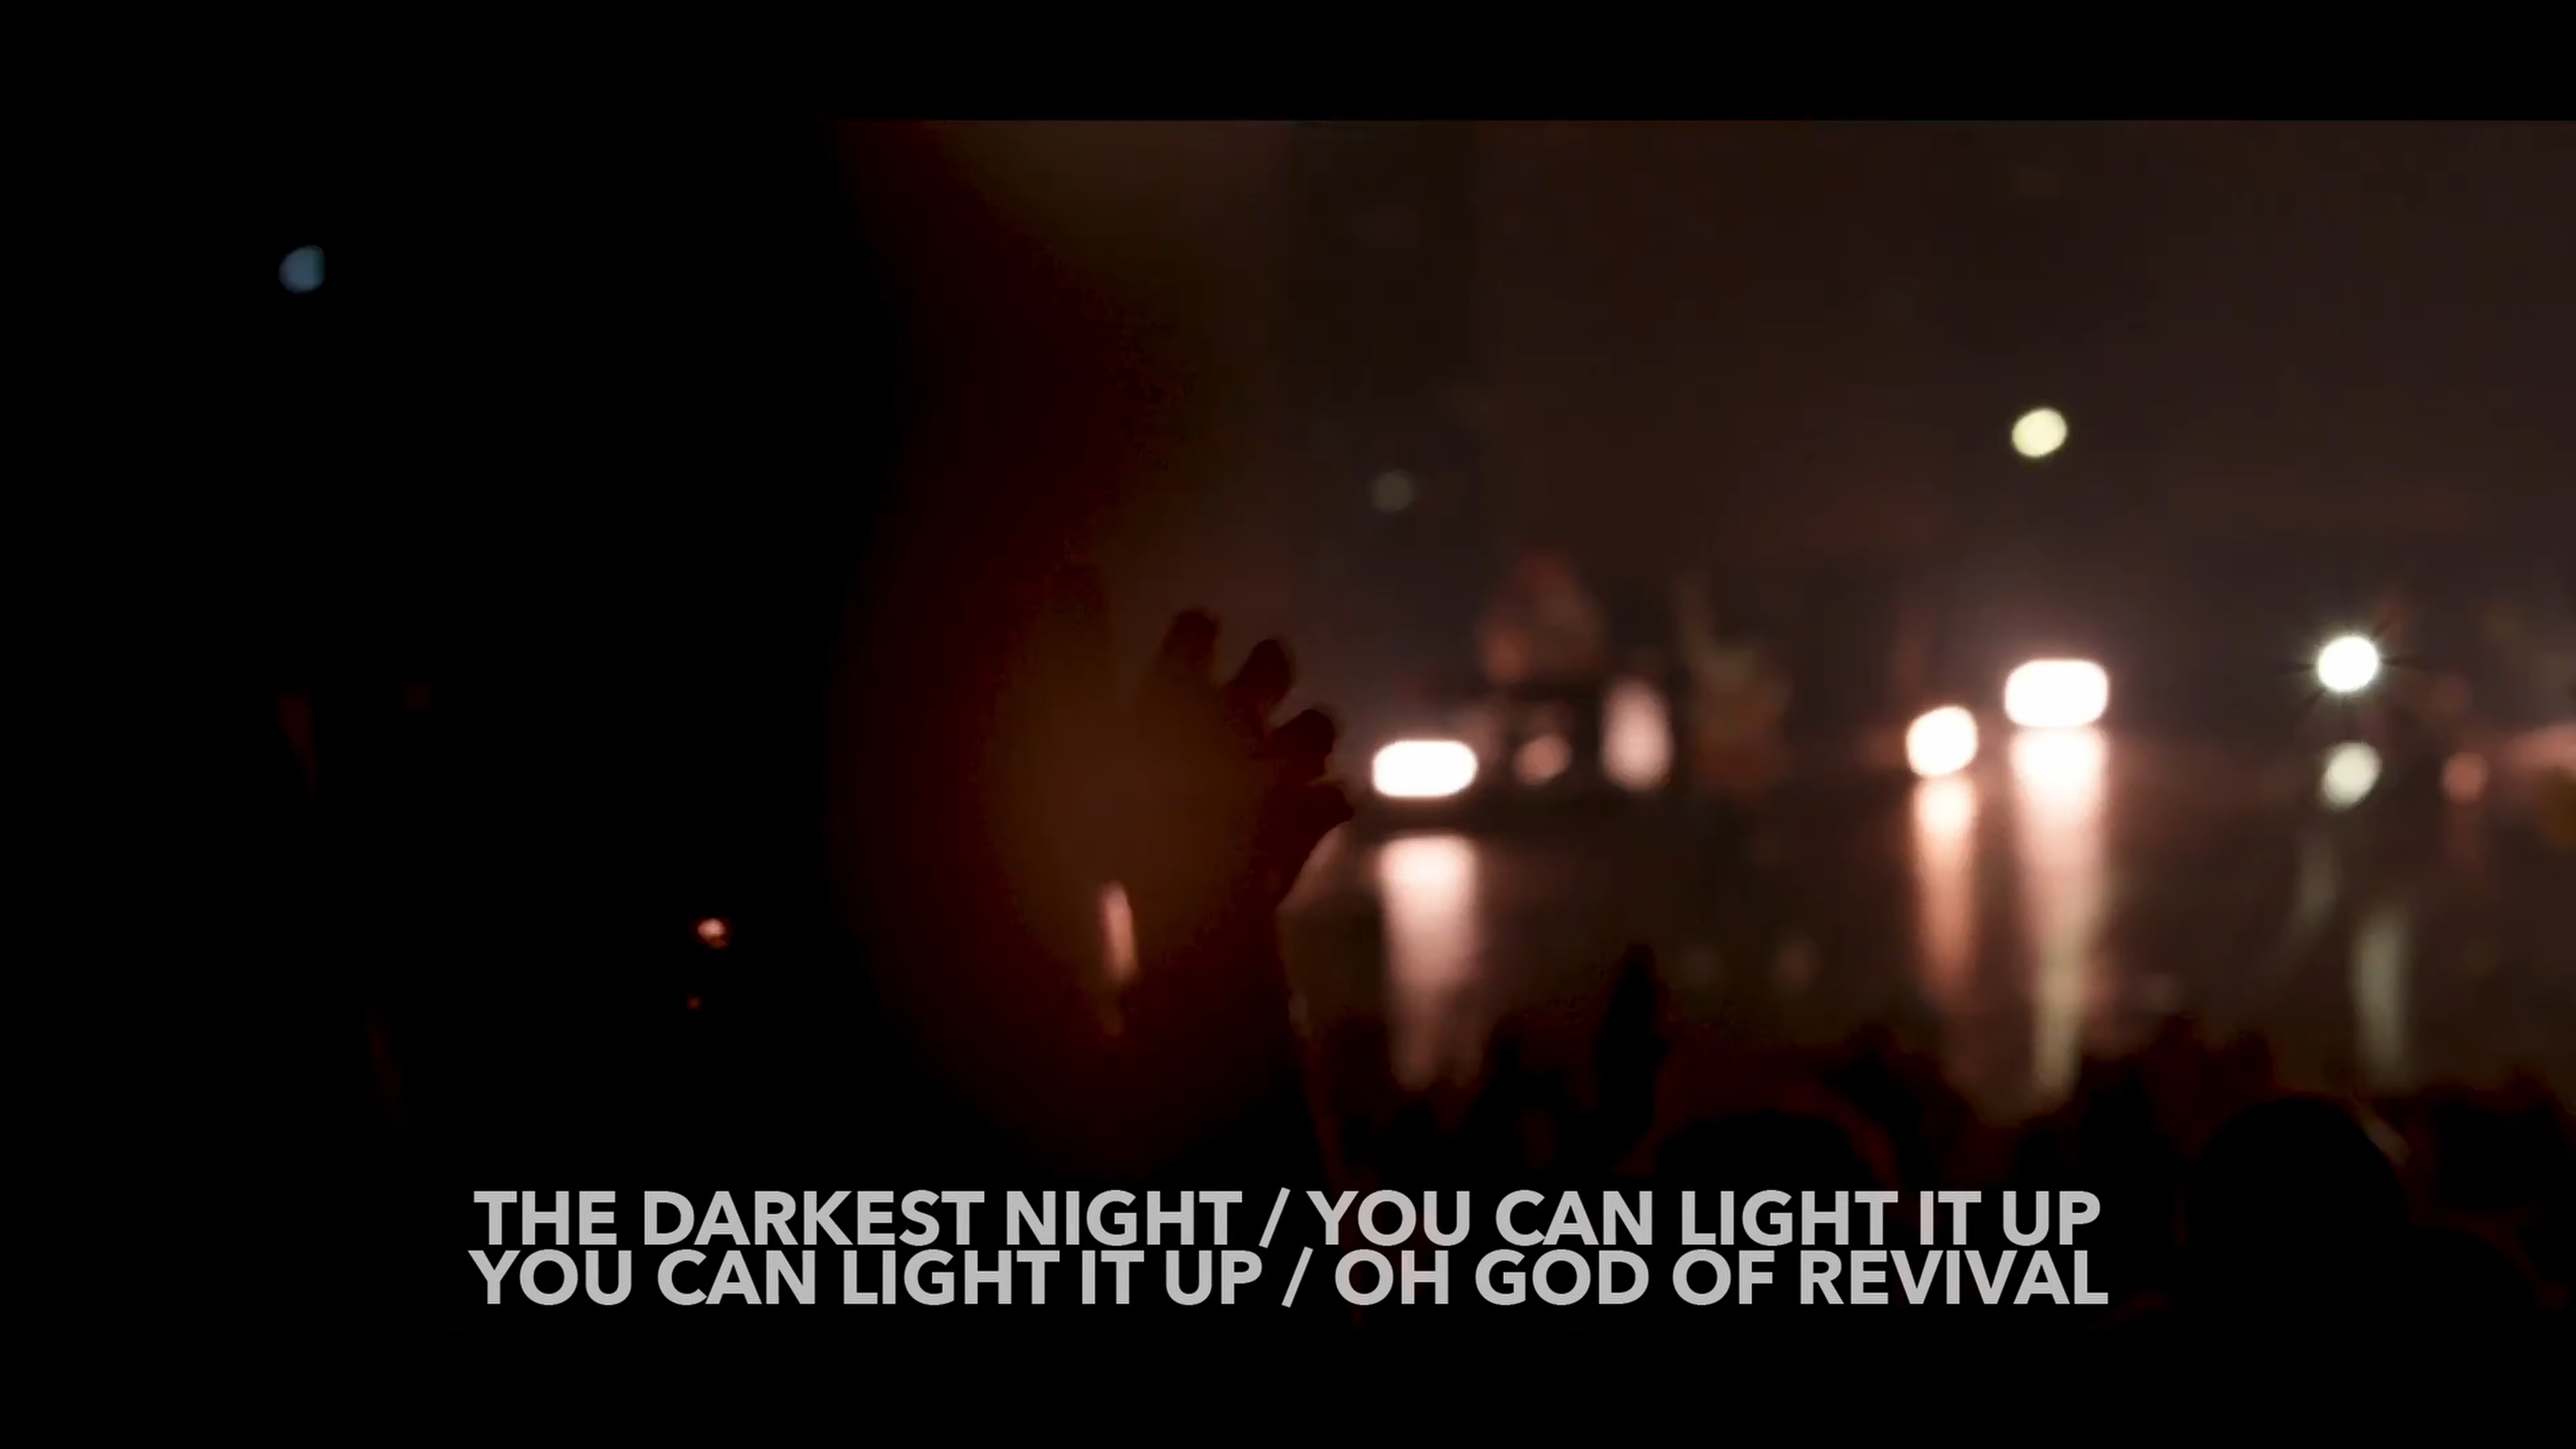 THE DARKEST NIGHT / YOU CAN LIGHT IT UP
YOU CAN LIGHT IT UP / OH GOD OF REVIVAL